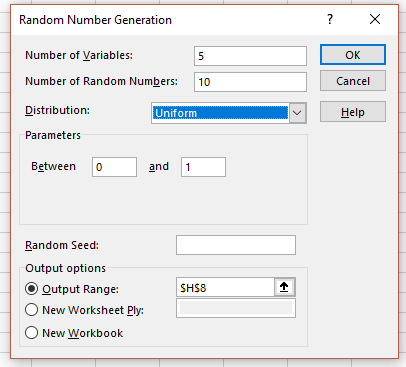 Random Number Generation ? ×
Number of Variables: 5 OK
Number of Random Numbers: 10 Cancel
Distribution: Uniform Help
Parameters
Between 0 and 1
Random Seed:
Output options
Output Range: $H$8
New Worksheet Ply:
New Workbook